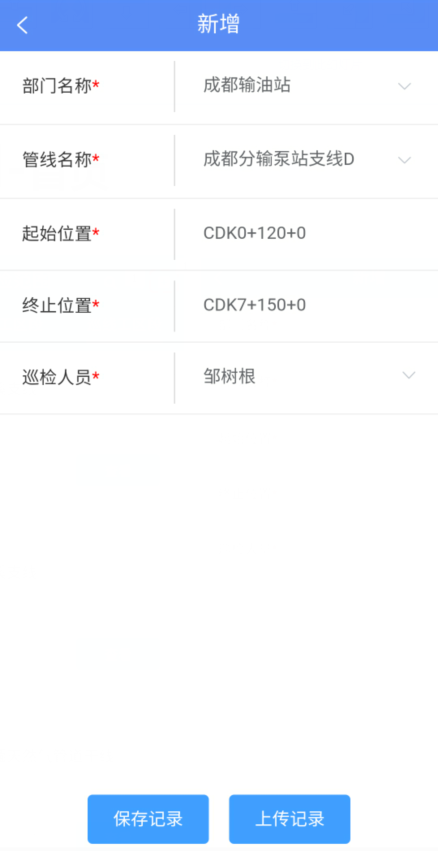 新增
部门名称* 成都输油站
管线名称* 成都分输泵站支线D
起始位置* CDK0+120+0
终止位置* CDK7+150+0
巡检人员* 邹树根
保存记录 上传记录